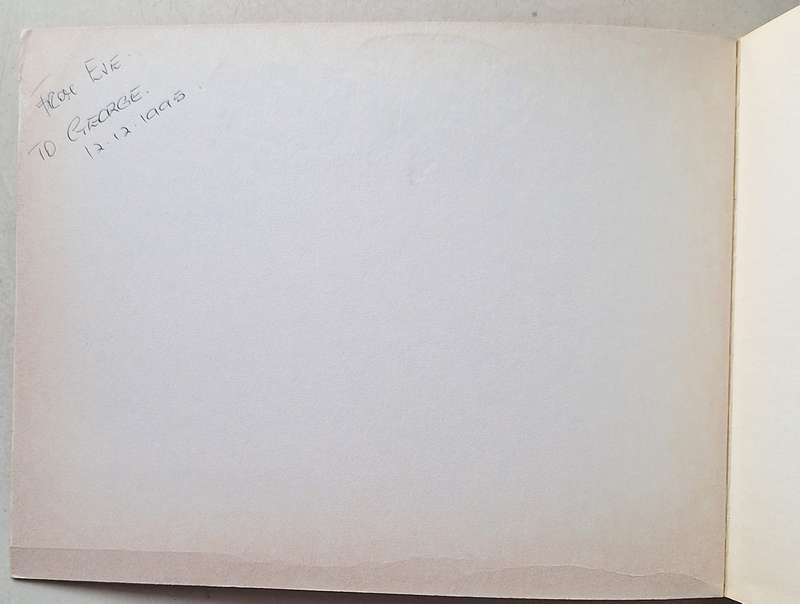 FROM EVE.
TO GEORGE.
12.12.1995.